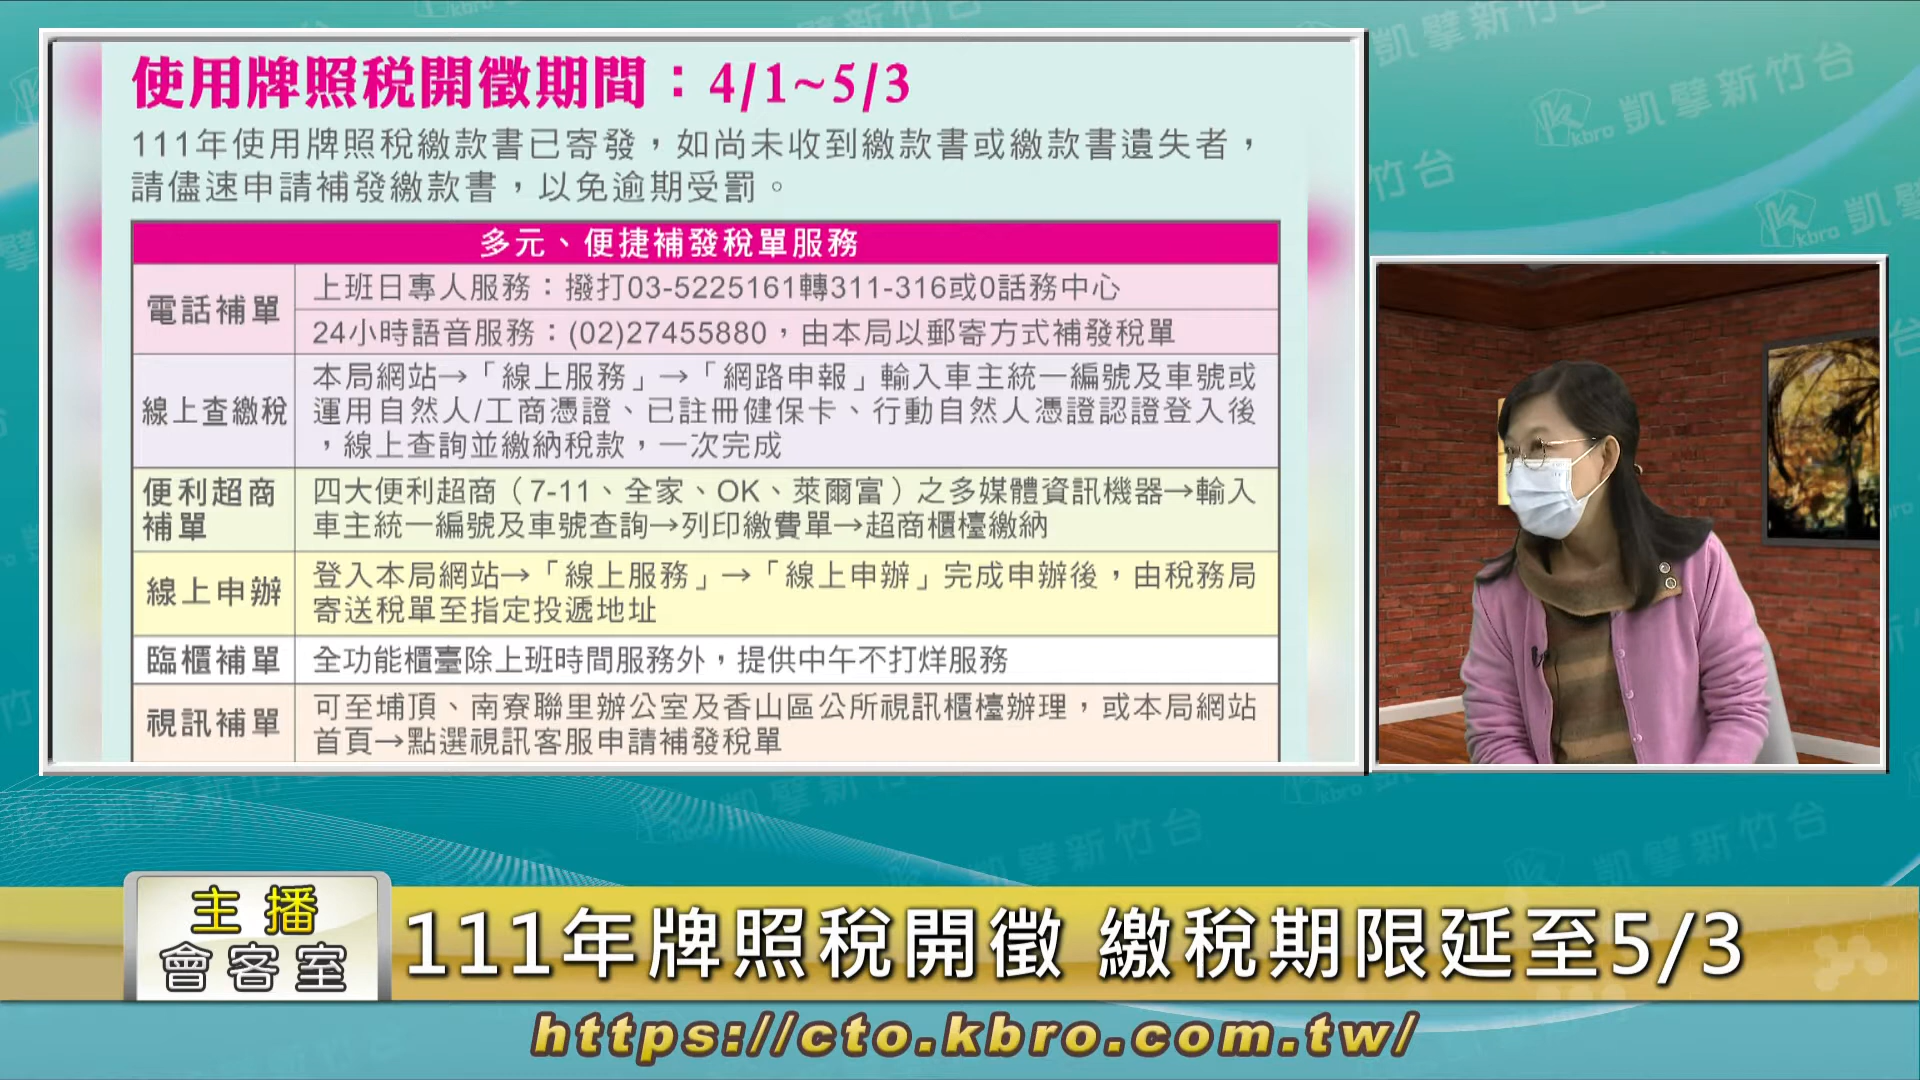 使用牌照稅開徵期間：4/1~5/3
111年使用牌照稅繳款書已寄發，如尚未收到繳款書或繳款書遺失者，
請儘速申請補發繳款書，以免逾期受罰。
多元、便捷補發稅單服務
電話補單
上班日專人服務：撥打03-5225161轉311-316或0話務中心
24小時語音服務：(02)27455880，由本局以郵寄方式補發稅單
線上查繳稅
本局網站→「線上服務」→「網路申報」輸入車主統一編號及車號或
運用自然人/工商憑證、已註冊健保卡、行動自然人憑證認證登入後
，線上查詢並繳納稅款，一次完成
便利超商
補單
四大便利超商（7-11、全家、OK、萊爾富）之多媒體資訊機器→輸入
車主統一編號及車號查詢→列印繳費單→超商櫃檯繳納
線上申辦
登入本局網站→「線上服務」→「線上申辦」完成申辦後，由稅務局
寄送稅單至指定投遞地址
臨櫃補單
全功能櫃臺除上班時間服務外，提供中午不打烊服務
視訊補單
可至埔頂、南寮聯里辦公室及香山區公所視訊櫃檯辦理，或本局網站
首頁→點選視訊客服申請補發稅單
kbro 凱擘新竹台
主播
會客室
111年牌照稅開徵 繳稅期限延至5/3
https://cto.kbro.com.tw/